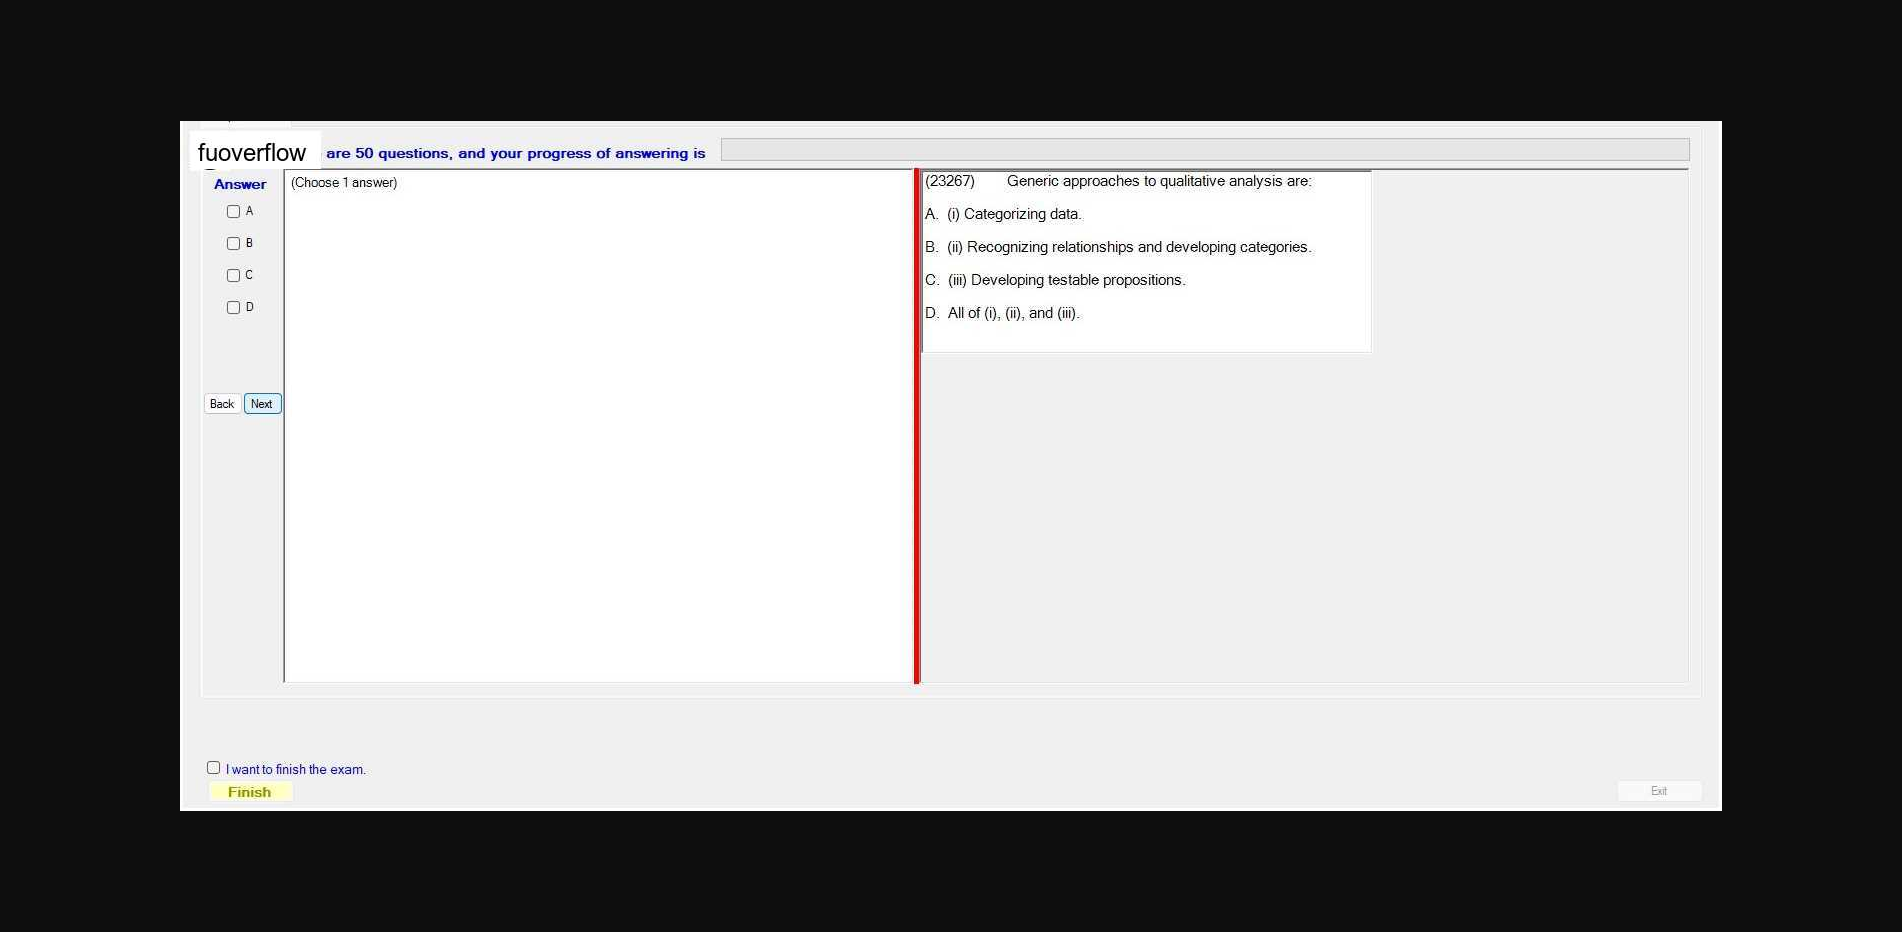 fuoverflow are 50 questions, and your progress of answering is
Answer
(Choose 1 answer)
A
B
C
D
Back Next
(23267) Generic approaches to qualitative analysis are:
A. (i) Categorizing data.
B. (ii) Recognizing relationships and developing categories.
C. (iii) Developing testable propositions.
D. All of (i), (ii), and (iii).
I want to finish the exam.
Finish
Exit